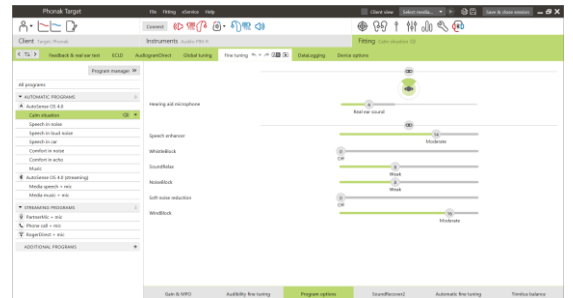 Phonak Target
File Fitting eServices Help
Client view Select media... Save & close session
Connect
Client Target, Phonak
Instruments Audéo P90-R
Fitting Calm situation
Feedback & real ear test ECLD AudiogramDirect Global tuning Fine tuning DataLogging Device options
Program manager
All programs
AUTOMATIC PROGRAMS
AutoSense OS 4.0
Calm situation
Speech in noise
Speech in loud noise
Speech in car
Comfort in noise
Comfort in echo
Music
AutoSense OS 4.0 (streaming)
Media speech + mic
Media music + mic
STREAMING PROGRAMS
PartnerMic + mic
Phone call + mic
RogerDirect + mic
ADDITIONAL PROGRAMS
Hearing aid microphone
Real ear sound
Speech enhancer
Moderate
WhistleBlock
Off
SoundRelax
Weak
NoiseBlock
Weak
Soft noise reduction
Off
WindBlock
Moderate
Gain & MPO Audibility fine tuning Program options SoundRecover2 Automatic fine tuning Tinnitus balance